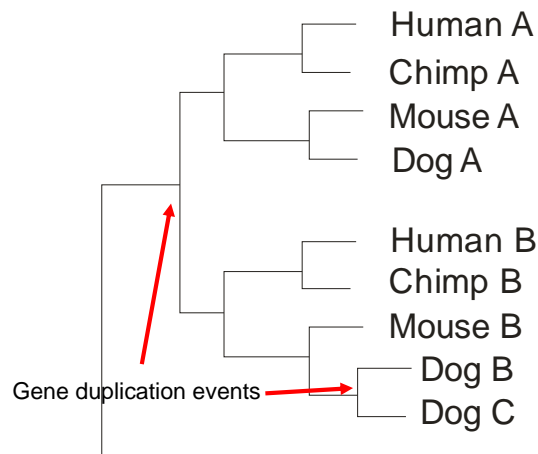 Human A
Chimp A
Mouse A
Dog A
Human B
Chimp B
Mouse B
Dog B
Gene duplication events
Dog C